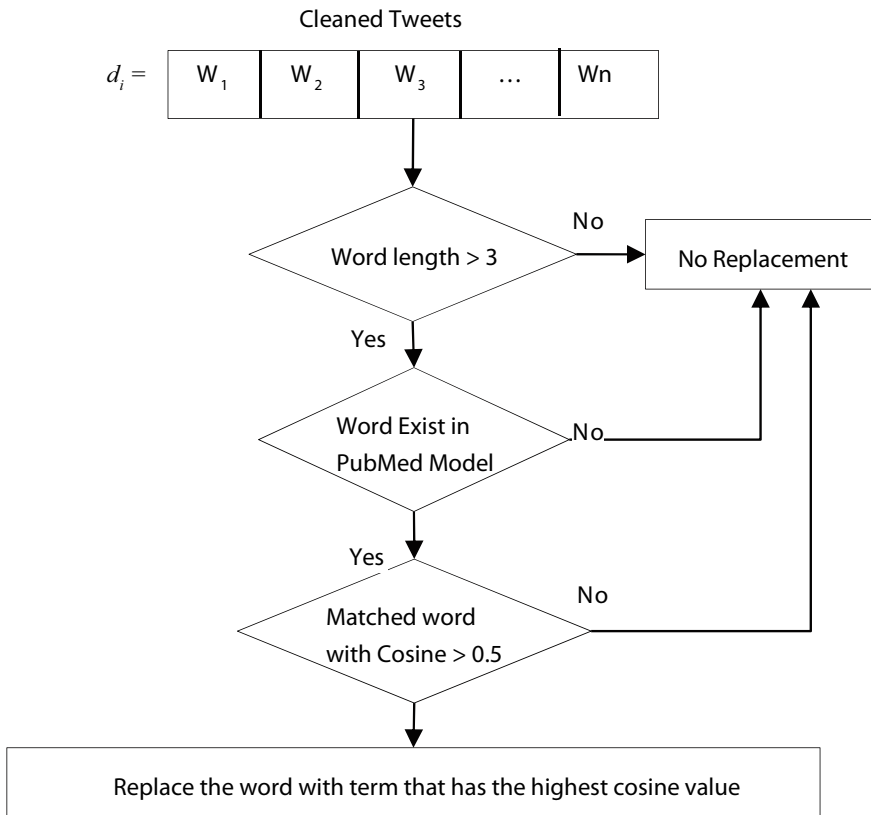 Cleaned Tweets
d_i = W_1 W_2 W_3 ... Wn
Word length > 3
No
No Replacement
Yes
Word Exist in
PubMed Model
No
Yes
Matched word
with Cosine > 0.5
No
Replace the word with term that has the highest cosine value